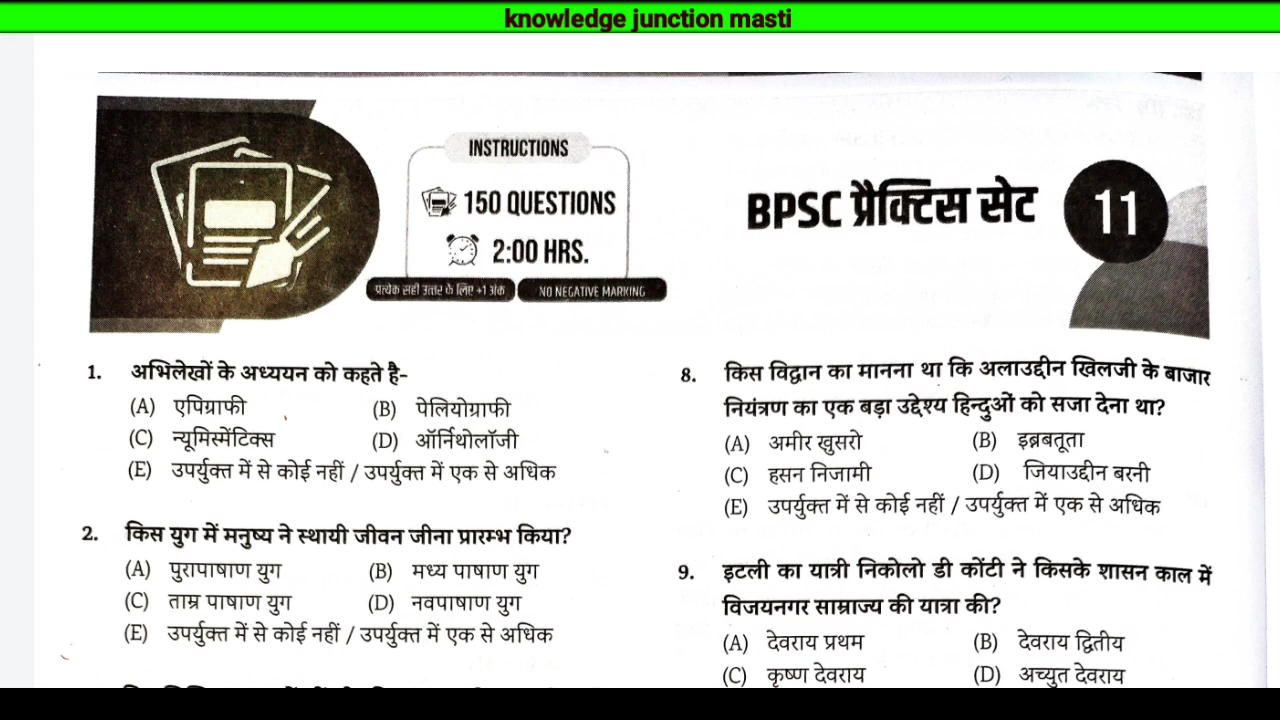 knowledge junction masti
INSTRUCTIONS
150 QUESTIONS
2:00 HRS.
प्रत्येक सही उत्तर के लिए +1 अंक
NO NEGATIVE MARKING
BPSC प्रैक्टिस सेट 11
1. अभिलेखों के अध्ययन को कहते है-
(A) एपिग्राफी (B) पेलियोग्राफी
(C) न्यूमिस्मेंटिक्स (D) ऑर्निथोलॉजी
(E) उपर्युक्त में से कोई नहीं / उपर्युक्त में एक से अधिक
2. किस युग में मनुष्य ने स्थायी जीवन जीना प्रारम्भ किया?
(A) पुरापाषाण युग (B) मध्य पाषाण युग
(C) ताम्र पाषाण युग (D) नवपाषाण युग
(E) उपर्युक्त में से कोई नहीं / उपर्युक्त में एक से अधिक
8. किस विद्वान का मानना था कि अलाउद्दीन खिलजी के बाजार
नियंत्रण का एक बड़ा उद्देश्य हिन्दुओं को सजा देना था?
(A) अमीर खुसरो (B) इब्नबतूता
(C) हसन निजामी (D) जियाउद्दीन बरनी
(E) उपर्युक्त में से कोई नहीं / उपर्युक्त में एक से अधिक
9. इटली का यात्री निकोलो डी कोंटी ने किसके शासन काल में
विजयनगर साम्राज्य की यात्रा की?
(A) देवराय प्रथम (B) देवराय द्वितीय
(C) कृष्ण देवराय (D) अच्युत देवराय